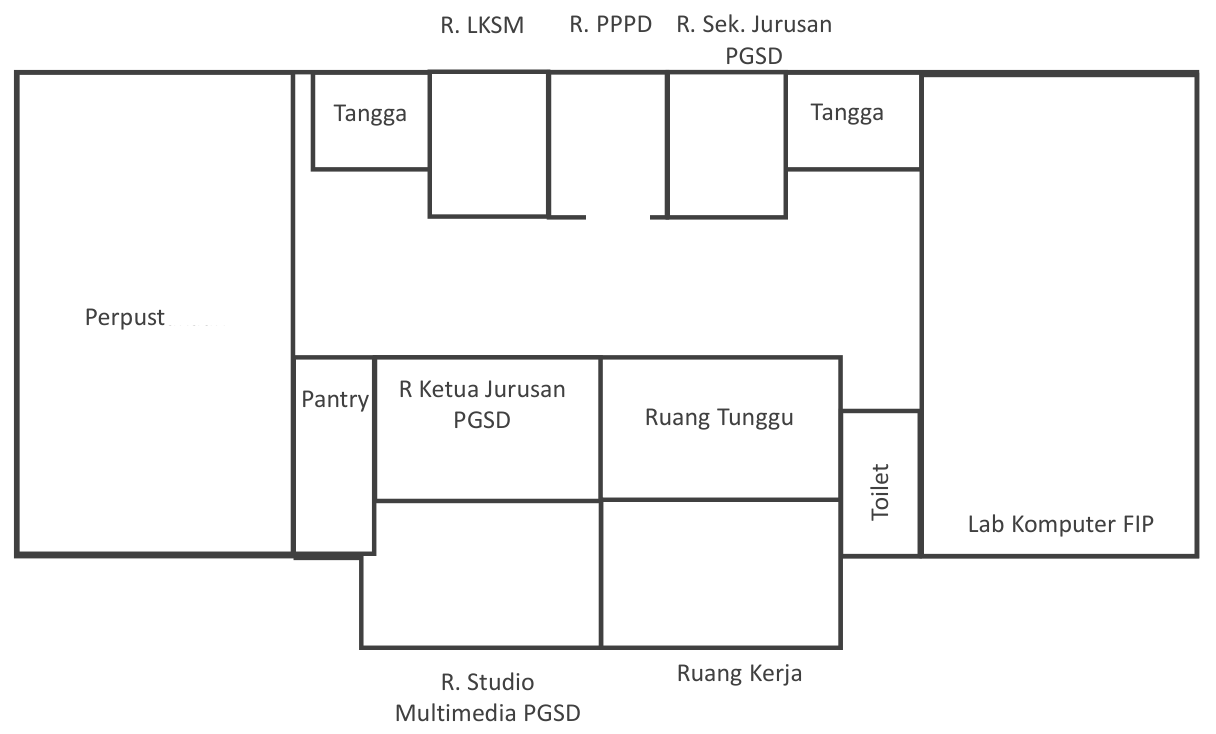 R. LKSM
R. PPPD
R. Sek. Jurusan
PGSD
Tangga
Tangga
Perpust
Pantry
R Ketua Jurusan
PGSD
Ruang Tunggu
Toilet
Lab Komputer FIP
R. Studio
Multimedia PGSD
Ruang Kerja